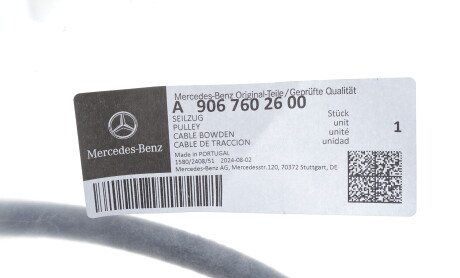 Mercedes-Benz
Mercedes-Benz Original-Teile/Geprüfte Qualität
A 906 760 26 00
SEILZUG
PULLEY
CABLE BOWDEN
CABLE DE TRACCION
Stück
unit
unité
unidad
1
Made in PORTUGAL
1580/2408/S1 2024-08-02
Mercedes-Benz AG, Mercedesstr.120, 70372 Stuttgart, DE